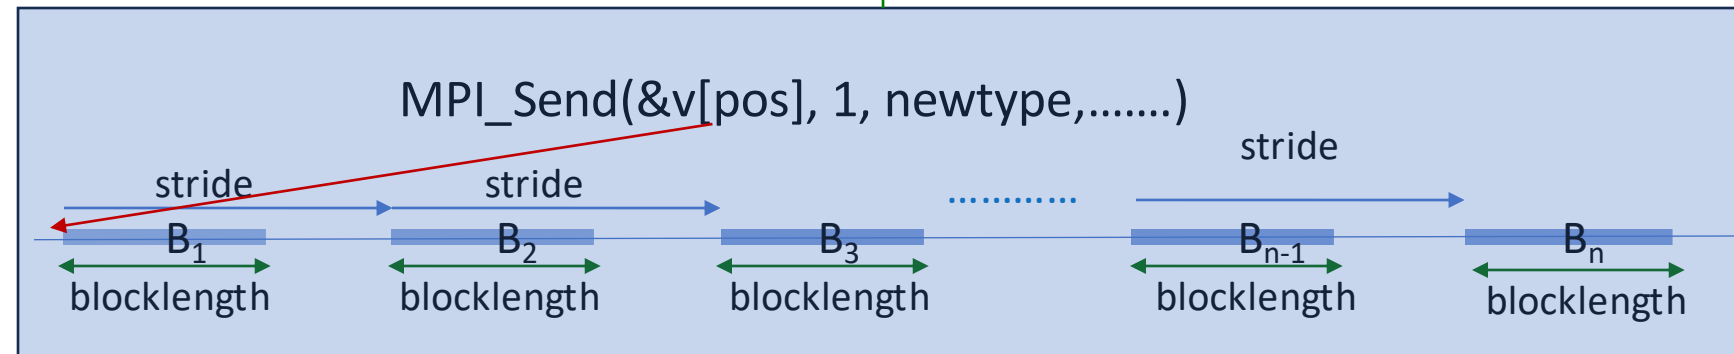 MPI_Send(&v[pos], 1, newtype,.......)
stride
stride stride
..........
B₁ B₂ B₃ Bₙ₋₁ Bₙ
blocklength blocklength blocklength blocklength blocklength